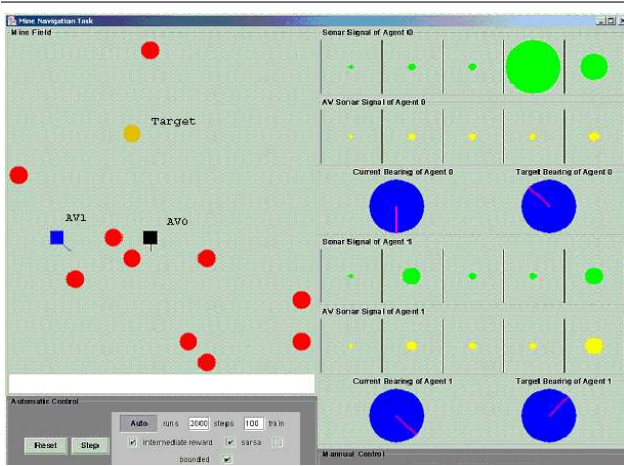 Mine Navigation Task
Mine Field
Target
AV1
AV0
Sonar Signal of Agent 0
AV Sonar Signal of Agent 0
Current Bearing of Agent 0
Target Bearing of Agent 0
Sonar Signal of Agent 1
AV Sonar Signal of Agent 1
Current Bearing of Agent 1
Target Bearing of Agent 1
Automatic Control
Auto runs 2000 steps 100 train
Reset Step intermediate reward sarsa
bounded
Mannual Control